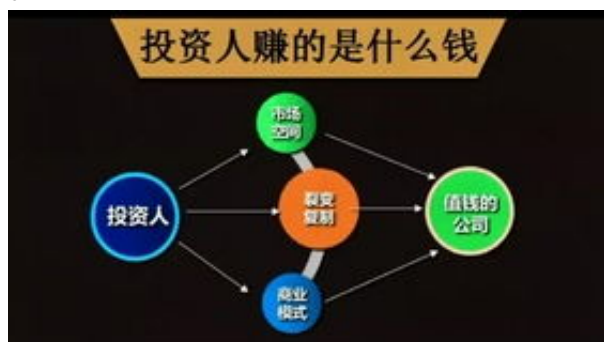 投资人赚的是什么钱
市场
空间
投资人
裂变
复制
值钱的
公司
商业
模式